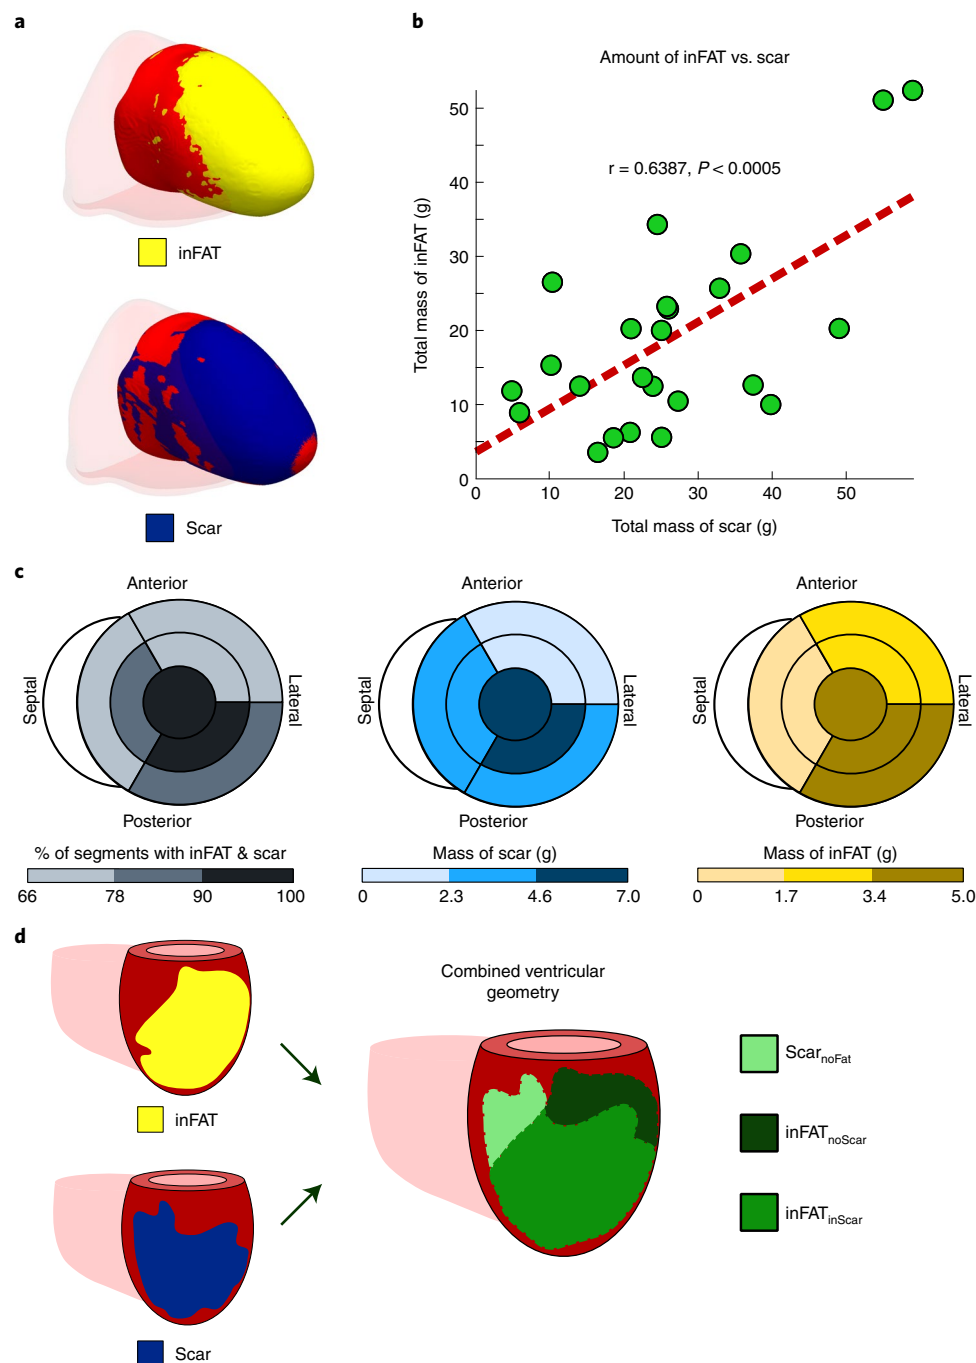 a
inFAT
Scar
b
Amount of inFAT vs. scar
r = 0.6387, P < 0.0005
Total mass of inFAT (g)
50
40
30
20
10
0
0 10 20 30 40 50
Total mass of scar (g)
c
Anterior
Septal
Lateral
Posterior
% of segments with inFAT & scar
66 78 90 100
Anterior
Septal
Lateral
Posterior
Mass of scar (g)
0 2.3 4.6 7.0
Anterior
Septal
Lateral
Posterior
Mass of inFAT (g)
0 1.7 3.4 5.0
d
inFAT
Scar
Combined ventricular
geometry
ScarnoFat
inFATnoScar
inFATinScar